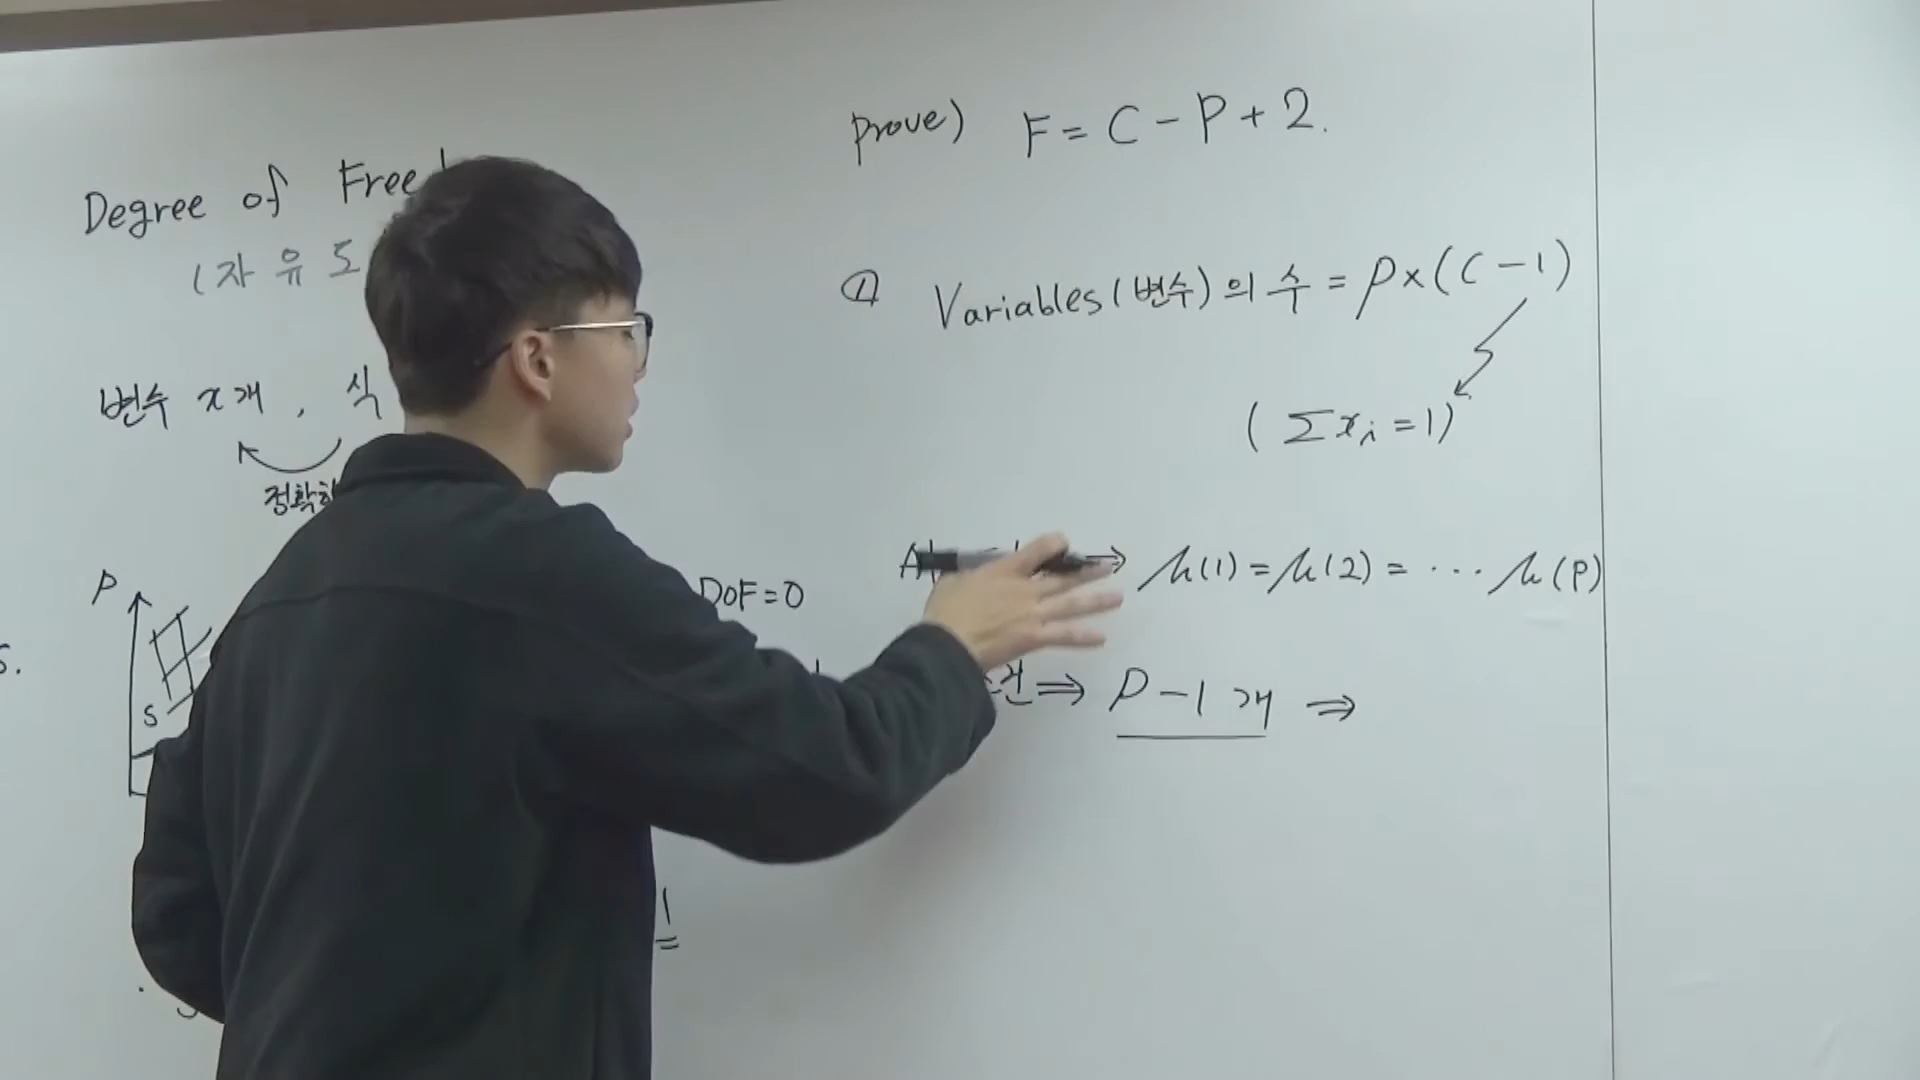 Degree of
(자유도
변수 x개, 식
정확히
P
S
DoF=0
prove) F = C - P + 2.
① Variables(변수)의 수 = P×(C-1)
(Σxᵢ=1)
⇒ μ(1) = μ(2) = ... μ(P)
⇒ P-1개 ⇒